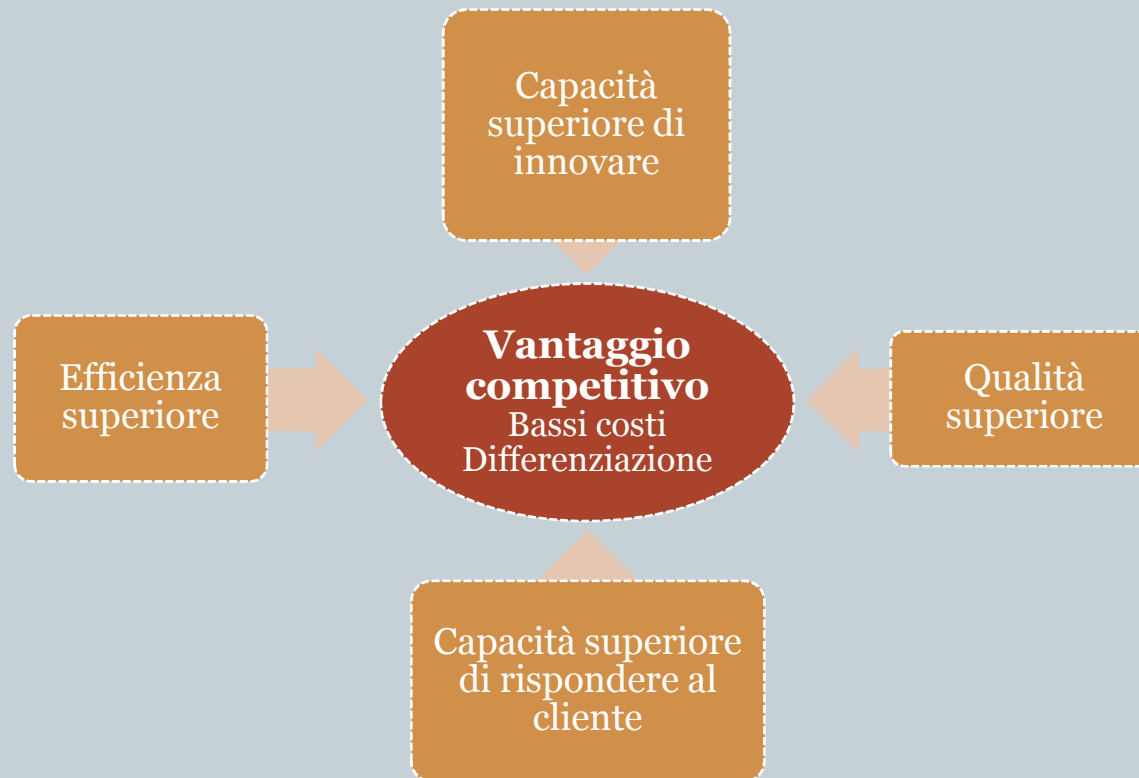 Capacità
superiore di
innovare
Efficienza
superiore
Vantaggio
competitivo
Bassi costi
Differenziazione
Qualità
superiore
Capacità superiore
di rispondere al
cliente